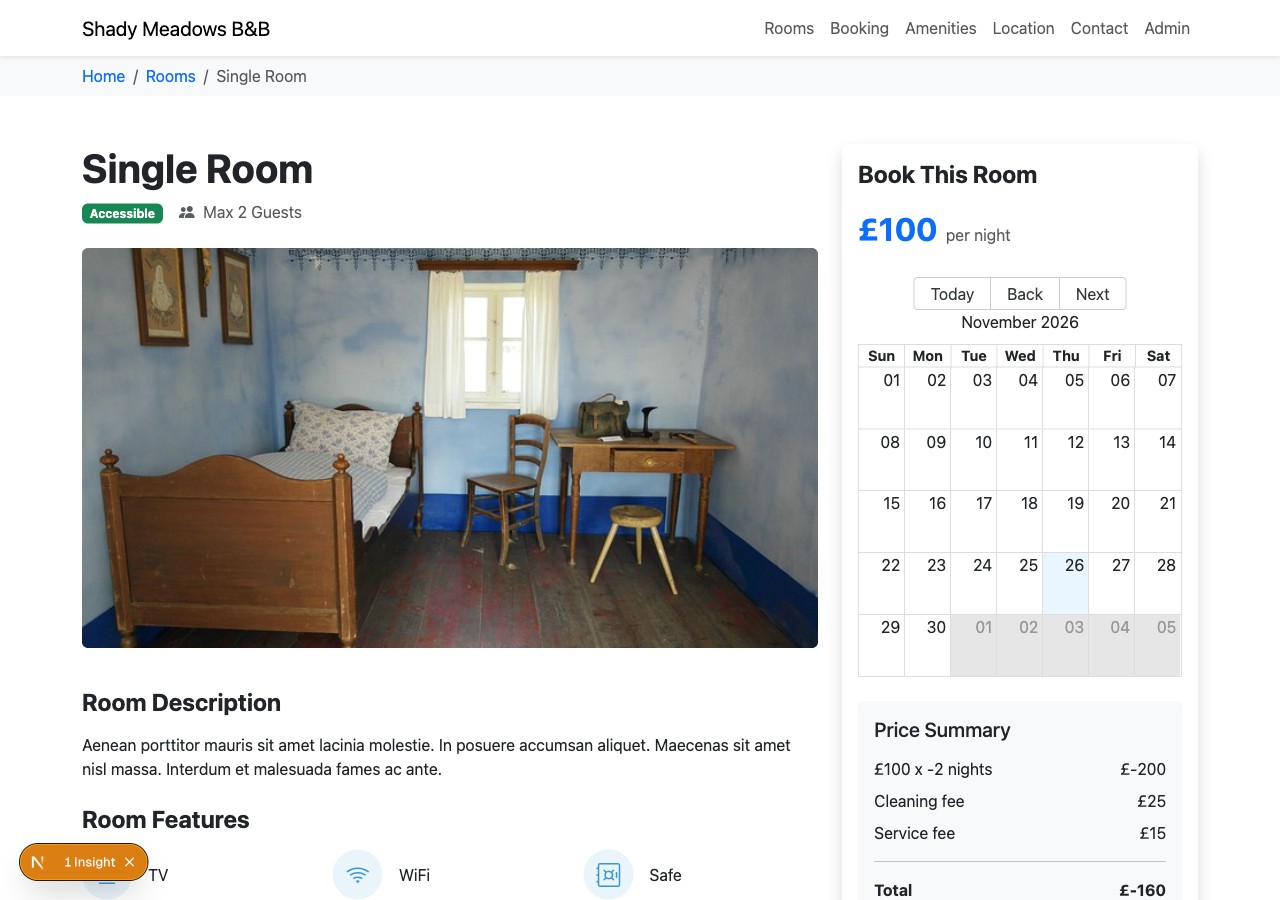 Shady Meadows B&B
Rooms Booking Amenities Location Contact Admin
Home / Rooms / Single Room
Single Room
Accessible Max 2 Guests
Room Description
Aenean porttitor mauris sit amet lacinia molestie. In posuere accumsan aliquet. Maecenas sit amet
nisl massa. Interdum et malesuada fames ac ante.
Room Features
TV WiFi Safe
1 Insight
Book This Room
£100 per night
Today Back Next
November 2026
Sun Mon Tue Wed Thu Fri Sat
01 02 03 04 05 06 07
08 09 10 11 12 13 14
15 16 17 18 19 20 21
22 23 24 25 26 27 28
29 30 01 02 03 04 05
Price Summary
£100 x -2 nights £-200
Cleaning fee £25
Service fee £15
Total £-160